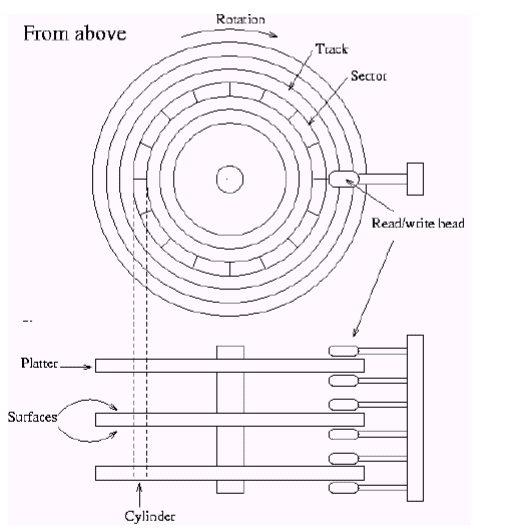 From above
Rotation
Track
Sector
Read/write head
Platter
Surfaces
Cylinder